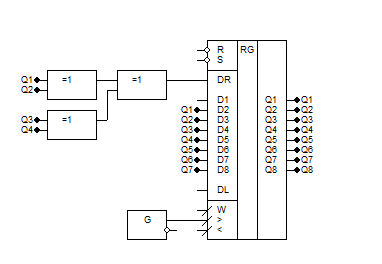 R RG
S
Q1 =1 =1 DR
Q2
D1 Q1 Q1
Q1 D2 Q2 Q2
Q3 =1 Q2 D3 Q3 Q3
Q4 Q3 D4 Q4 Q4
Q4 D5 Q5 Q5
Q5 D6 Q6 Q6
Q6 D7 Q7 Q7
Q7 D8 Q8 Q8
DL
W
G >
<